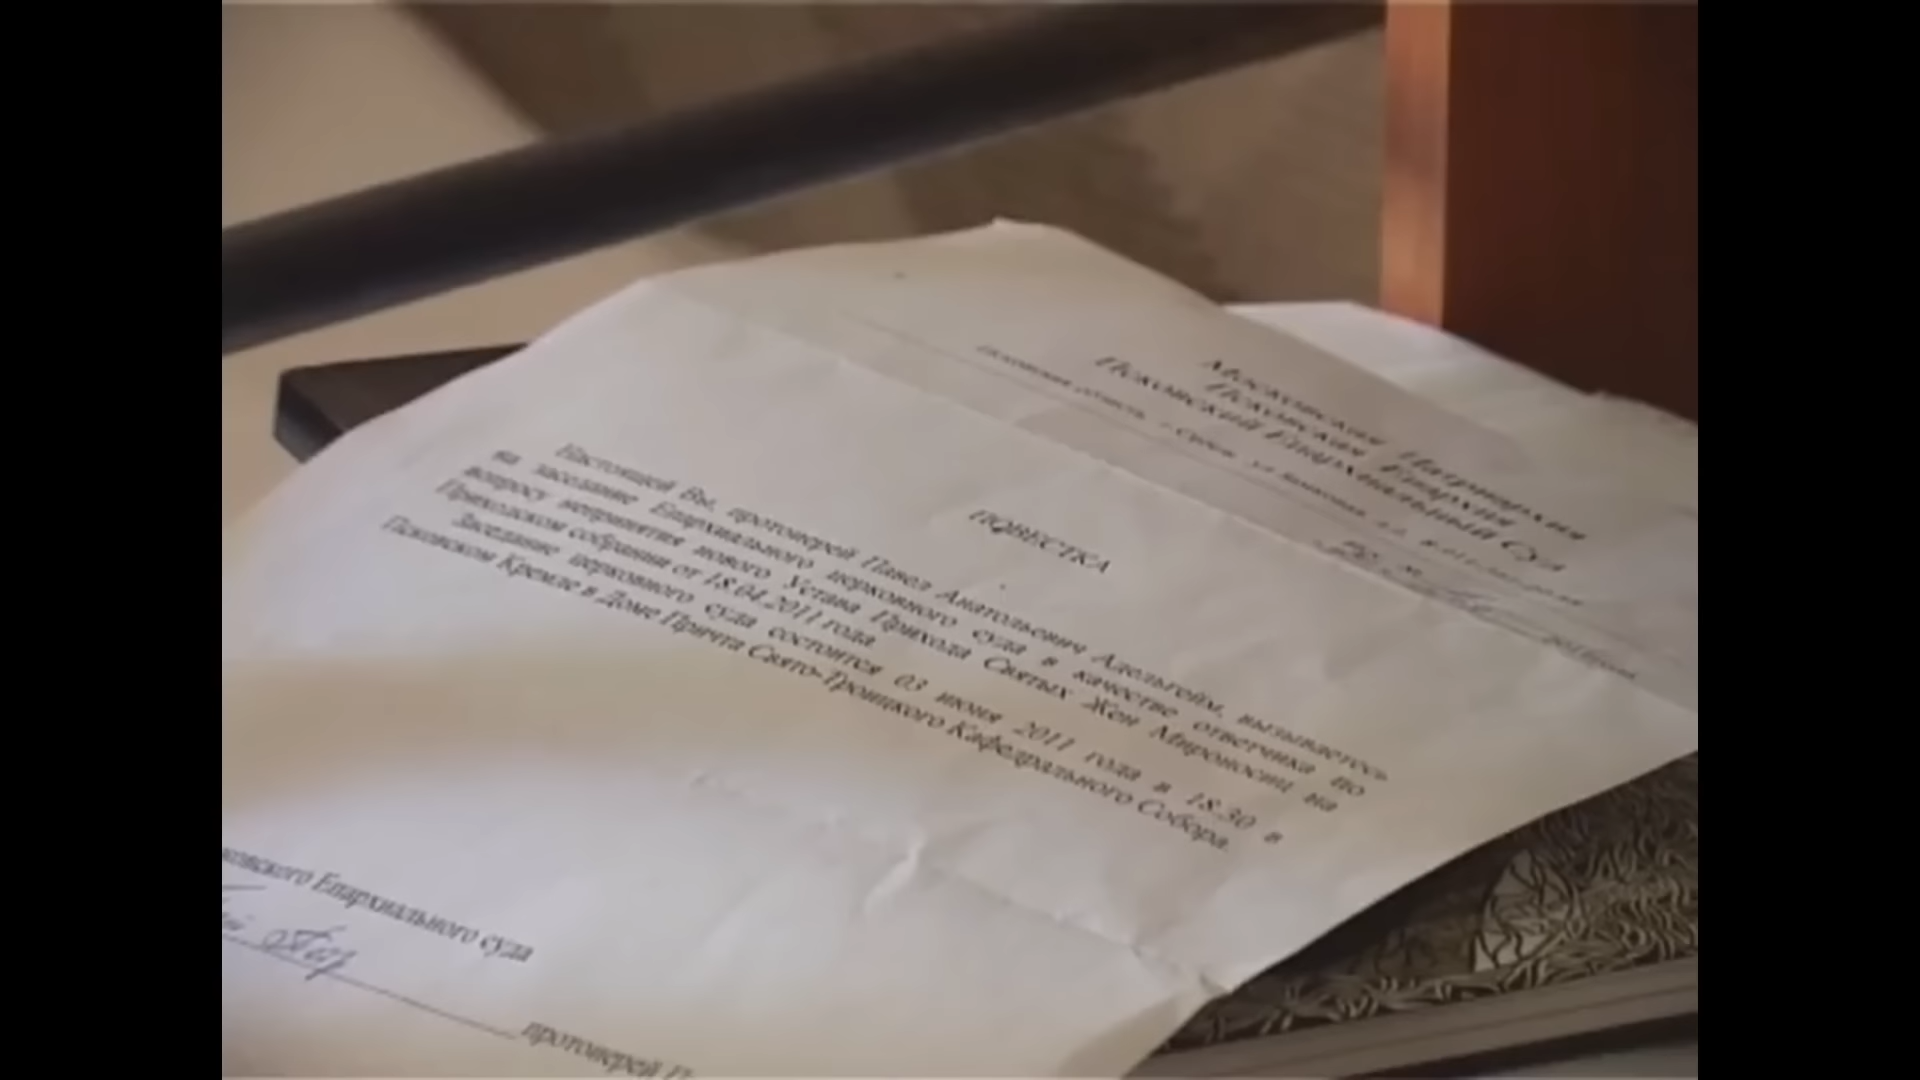 Московская Патриархия
Псковская Епархия
Псковский Епархиальный Суд
Псковская область, г.
ПОВЕСТКА
Настоящей Вы, протоиерей Павел Анатольевич Адельгейм, вызываетесь
на заседание Епархиального церковного суда в качестве ответчика по
вопросу непринятия нового Устава Прихода Святых Жен Мироносиц на
Приходском собрании от 18.04.2011 года.
Заседание церковного суда состоится 03 июня 2011 года в 18.30 в
Псковском Кремле в Доме Причта Свято-Троицкого Кафедрального Собора.
Епархиального суда
протоиерей